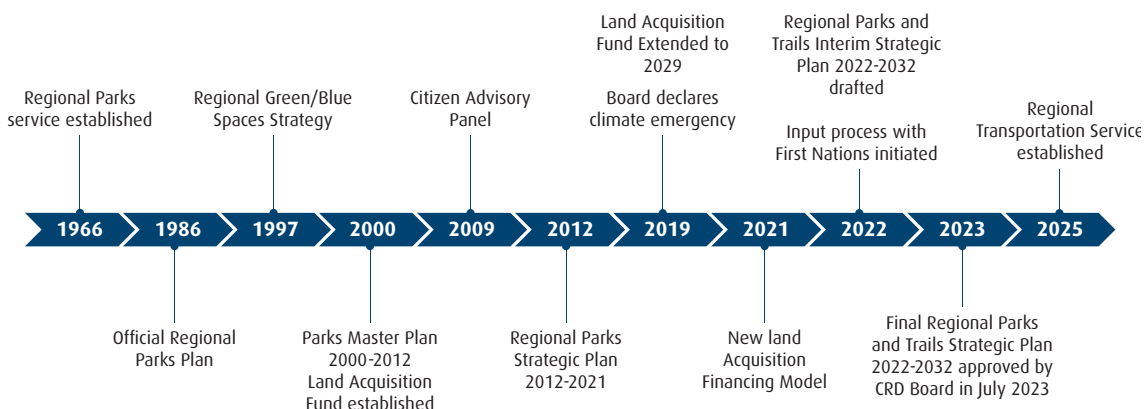 Regional Parks
service established
Regional Green/Blue
Spaces Strategy
Citizen Advisory
Panel
Land Acquisition
Fund Extended to
2029
Board declares
climate emergency
Regional Parks and
Trails Interim Strategic
Plan 2022-2032
drafted
Input process with
First Nations initiated
Regional
Transportation Service
established
1966 1986 1997 2000 2009 2012 2019 2021 2022 2023 2025
Official Regional
Parks Plan
Parks Master Plan
2000-2012
Land Acquisition
Fund established
Regional Parks
Strategic Plan
2012-2021
New land
Acquisition
Financing Model
Final Regional Parks
and Trails Strategic Plan
2022-2032 approved by
CRD Board in July 2023